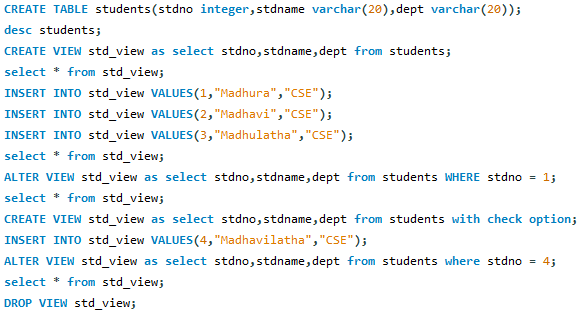 CREATE TABLE students(stdno integer,stdname varchar(20),dept varchar(20));
desc students;
CREATE VIEW std_view as select stdno,stdname,dept from students;
select * from std_view;
INSERT INTO std_view VALUES(1,"Madhura","CSE");
INSERT INTO std_view VALUES(2,"Madhavi","CSE");
INSERT INTO std_view VALUES(3,"Madhulatha","CSE");
select * from std_view;
ALTER VIEW std_view as select stdno,stdname,dept from students WHERE stdno = 1;
select * from std_view;
CREATE VIEW std_view as select stdno,stdname,dept from students with check option;
INSERT INTO std_view VALUES(4,"Madhavilatha","CSE");
ALTER VIEW std_view as select stdno,stdname,dept from students where stdno = 4;
select * from std_view;
DROP VIEW std_view;